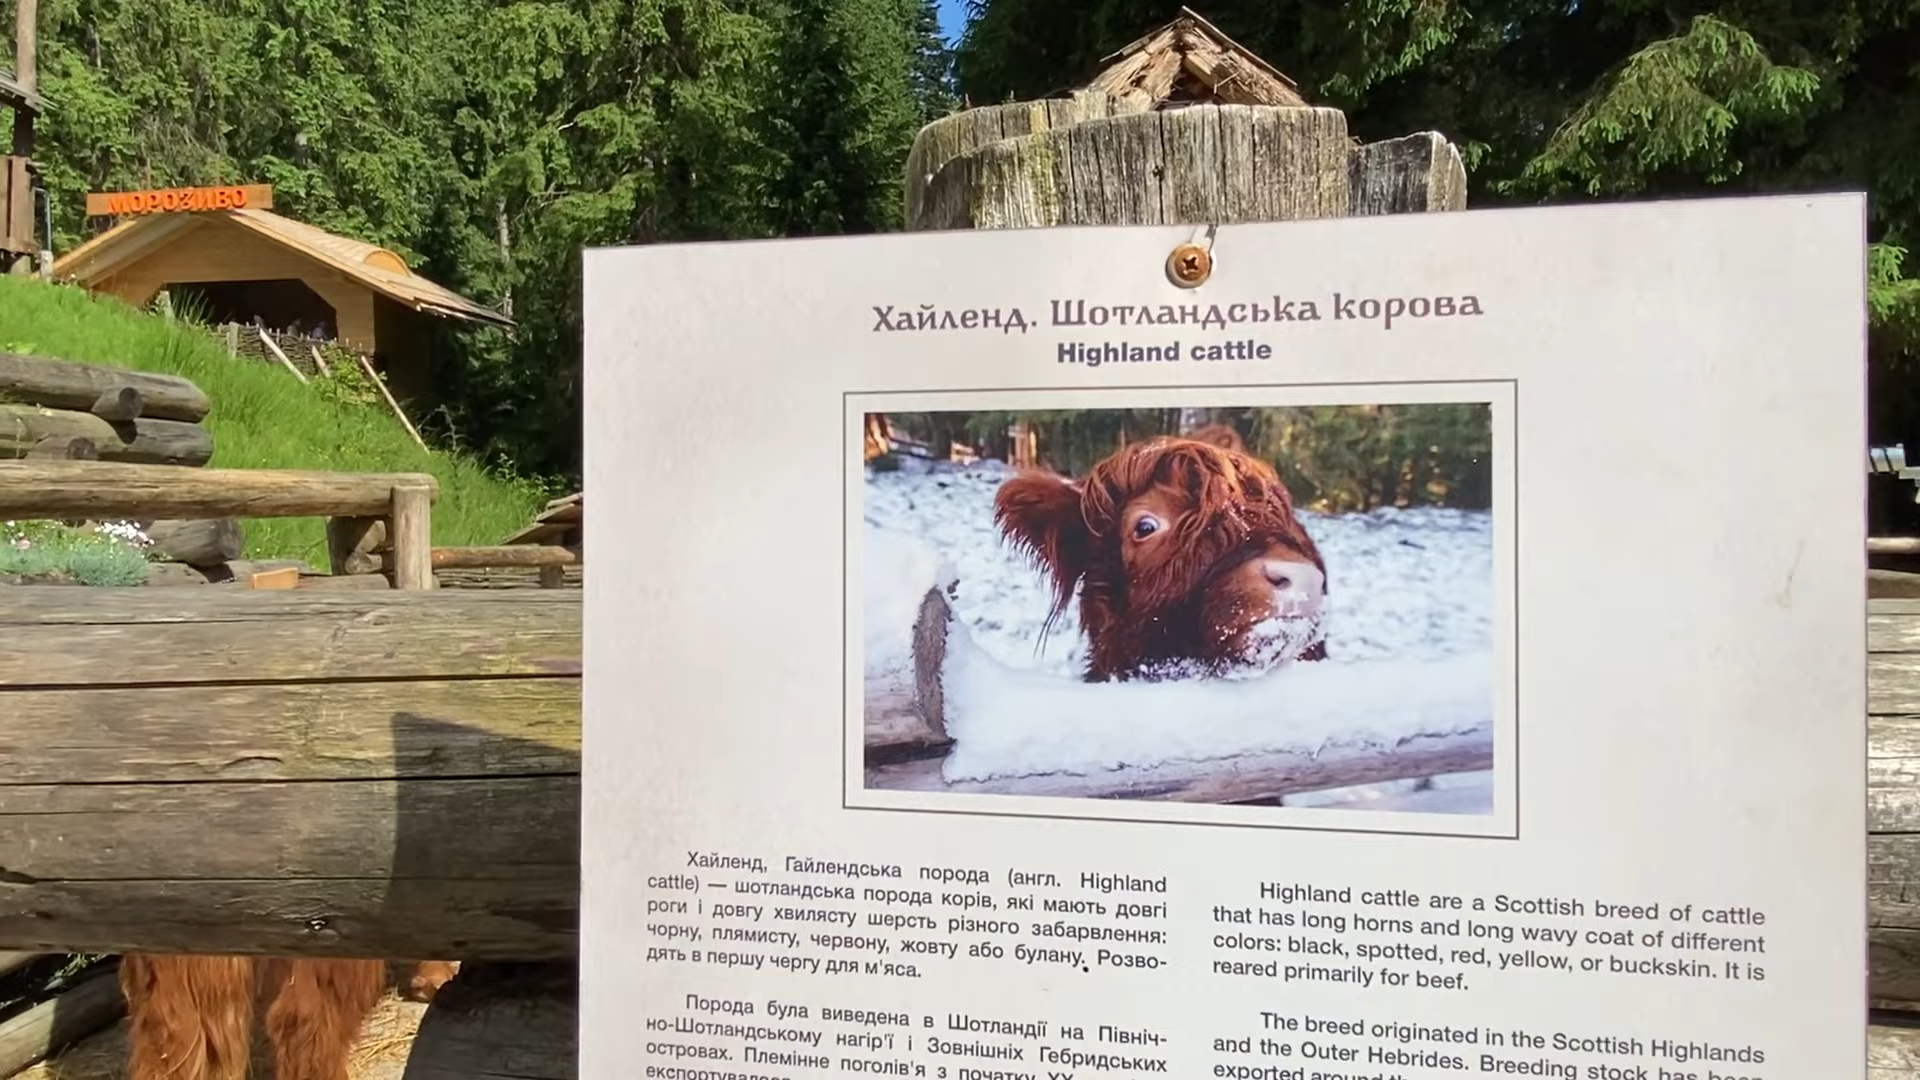 МОРОЗИВО
Хайленд. Шотландська корова
Highland cattle
Хайленд, Гайлендська порода (англ. Highland
cattle) — шотландська порода корів, які мають довгі
роги і довгу хвилясту шерсть різного забарвлення:
чорну, плямисту, червону, жовту або булану. Розво-
дять в першу чергу для м'яса.
Порода була виведена в Шотландії на Північ-
но-Шотландському нагір'ї і Зовнішніх Гебридських
островах. Племінне поголів'я з початку XX
Highland cattle are a Scottish breed of cattle
that has long horns and long wavy coat of different
colors: black, spotted, red, yellow, or buckskin. It is
reared primarily for beef.
The breed originated in the Scottish Highlands
and the Outer Hebrides. Breeding stock has been
exported around